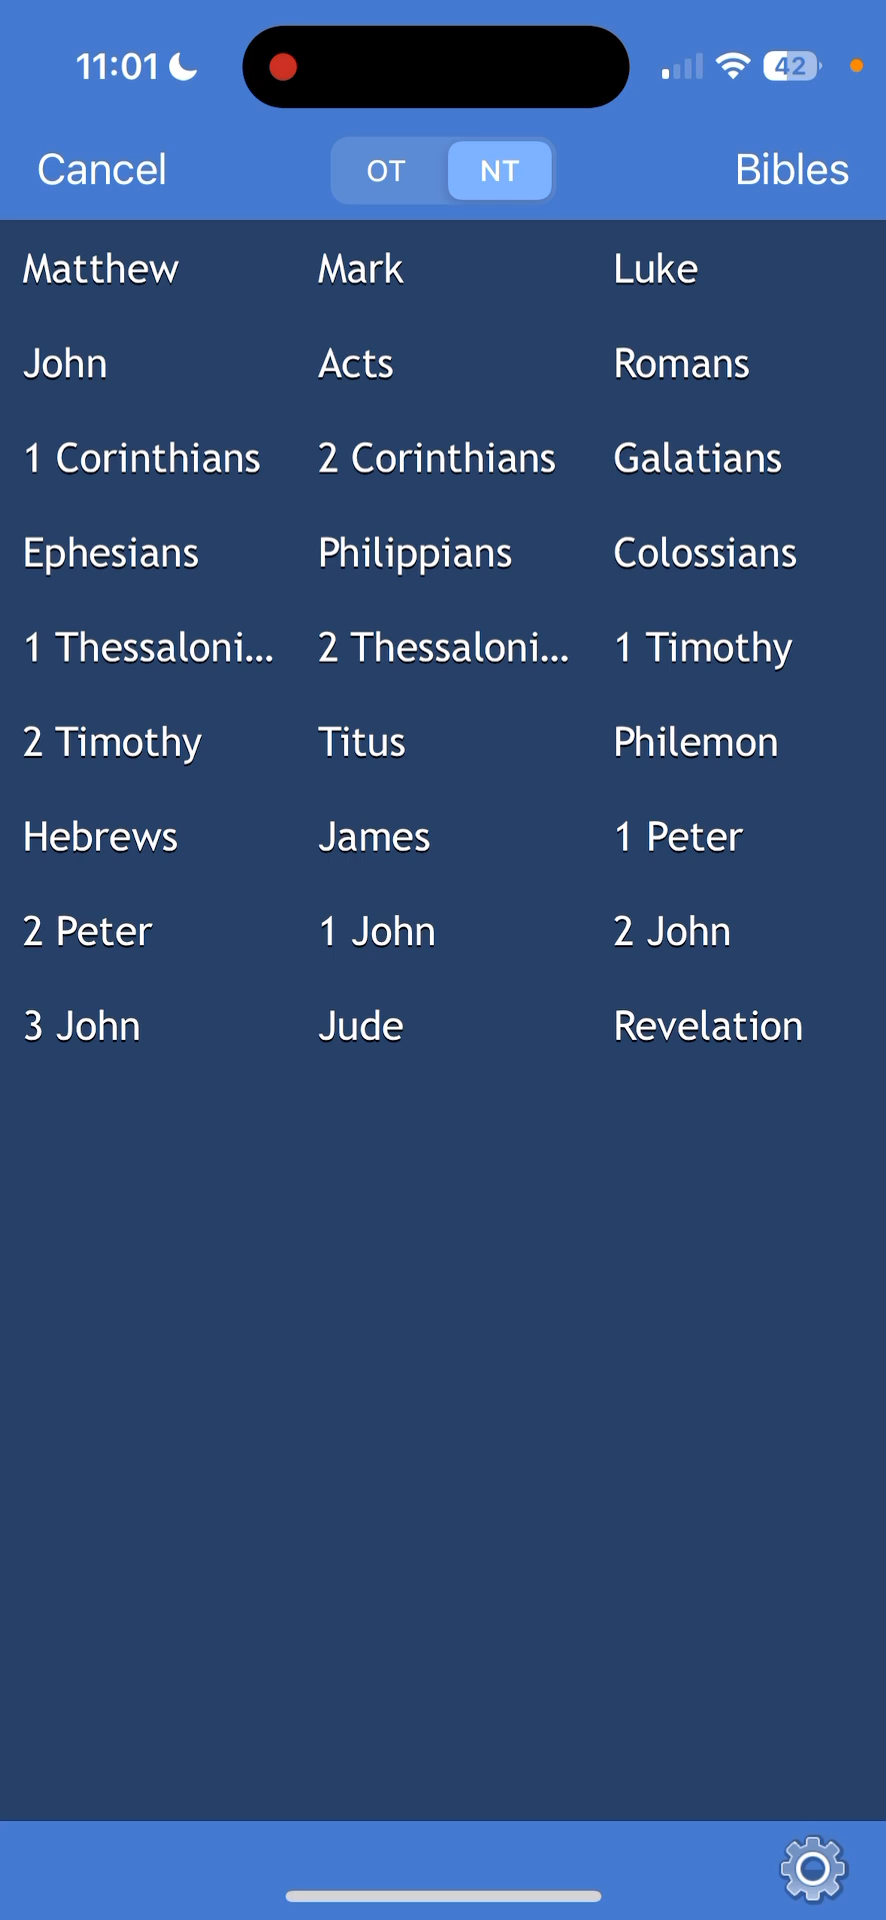 11:01 42
Cancel OT NT Bibles
Matthew Mark Luke
John Acts Romans
1 Corinthians 2 Corinthians Galatians
Ephesians Philippians Colossians
1 Thessaloni... 2 Thessaloni... 1 Timothy
2 Timothy Titus Philemon
Hebrews James 1 Peter
2 Peter 1 John 2 John
3 John Jude Revelation